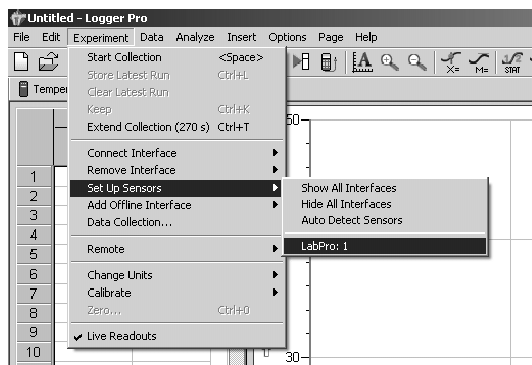 Untitled - Logger Pro
File Edit Experiment Data Analyze Insert Options Page Help
Start Collection <Space>
Store Latest Run Ctrl+L
Clear Latest Run
Keep Ctrl+K
Extend Collection (270 s) Ctrl+T
Connect Interface
Remove Interface
Set Up Sensors
Add Offline Interface
Data Collection...
Remote
Change Units
Calibrate
Zero... Ctrl+0
Live Readouts
Show All Interfaces
Hide All Interfaces
Auto Detect Sensors
LabPro: 1
X= M= STAT
Temper
1
2
3
4
5
6
7
8
9
10
50
30